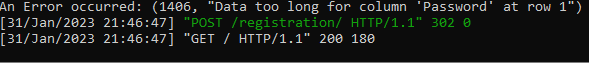 An Error occurred: (1406, "Data too long for column 'Password' at row 1")
[31/Jan/2023 21:46:47] "POST /registration/ HTTP/1.1" 302 0
[31/Jan/2023 21:46:47] "GET / HTTP/1.1" 200 180